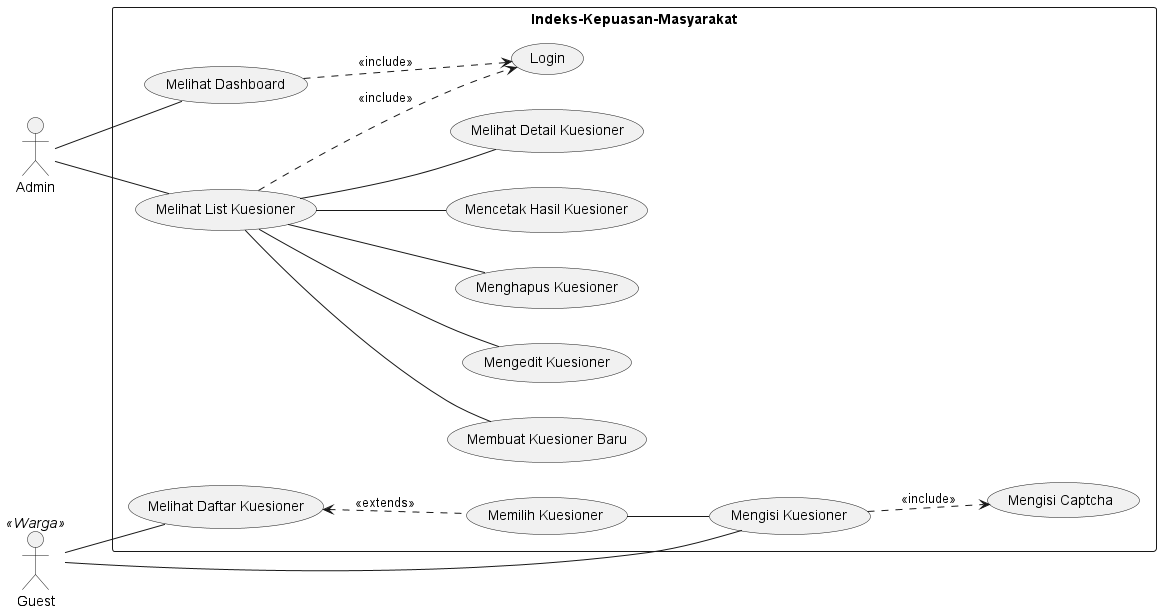 Indeks-Kepuasan-Masyarakat
Login
«include»
Melihat Dashboard
«include»
Melihat Detail Kuesioner
Admin
Melihat List Kuesioner
Mencetak Hasil Kuesioner
Menghapus Kuesioner
Mengedit Kuesioner
Membuat Kuesioner Baru
Melihat Daftar Kuesioner
«extends»
Memilih Kuesioner
Mengisi Kuesioner
«include»
Mengisi Captcha
«Warga»
Guest